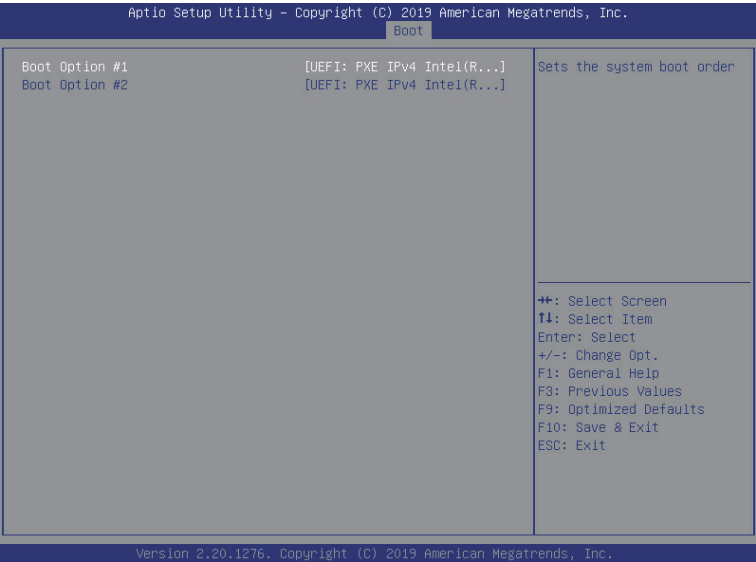 Aptio Setup Utility – Copyright (C) 2019 American Megatrends, Inc.
Boot
Boot Option #1 [UEFI: PXE IPv4 Intel(R...]
Boot Option #2 [UEFI: PXE IPv4 Intel(R...]
Sets the system boot order
→←: Select Screen
↑↓: Select Item
Enter: Select
+/-: Change Opt.
F1: General Help
F3: Previous Values
F9: Optimized Defaults
F10: Save & Exit
ESC: Exit
Version 2.20.1276. Copyright (C) 2019 American Megatrends, Inc.